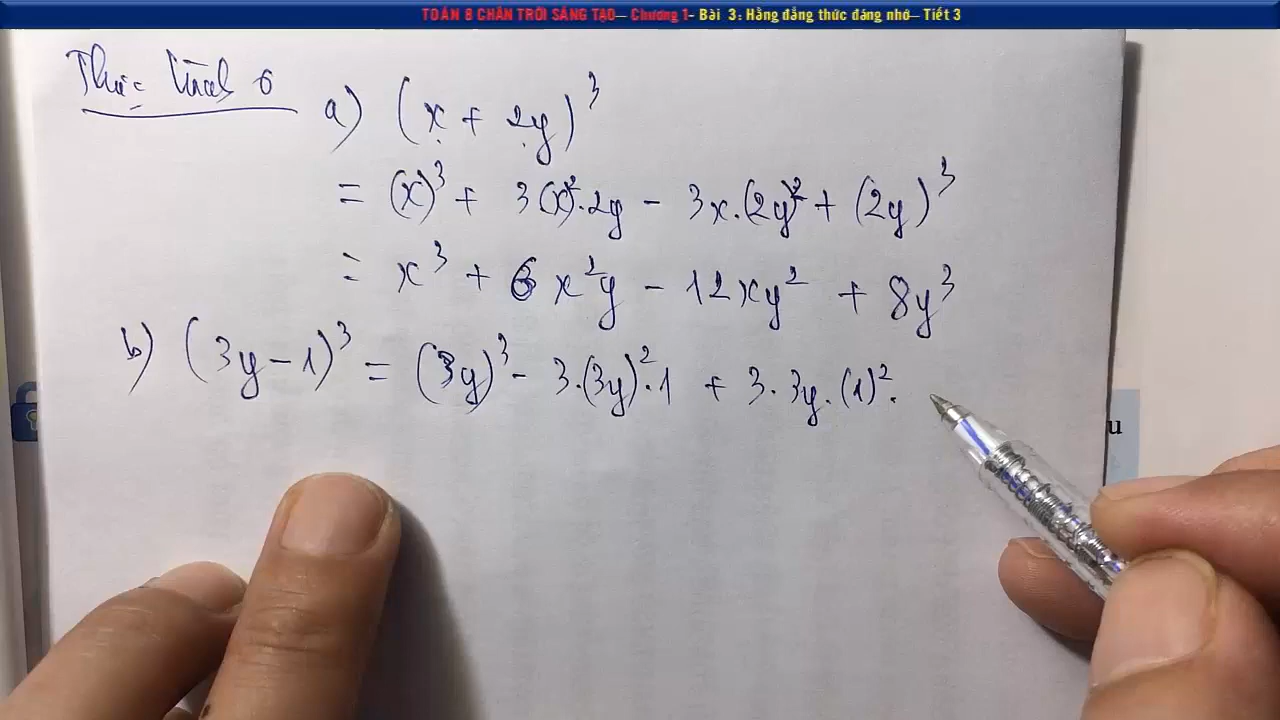 TOÁN 8 CHÂN TRỜI SÁNG TẠO– Chương 1- Bài 3: Hằng đẳng thức đáng nhớ– Tiết 3
Thực hành 6
a) (x + 2y)³
= (x)³ + 3(x)².2y - 3x.(2y)² + (2y)³
= x³ + 6x²y - 12xy² + 8y³
b) (3y - 1)³ = (3y)³ - 3.(3y)².1 + 3.3y.(1)².
u